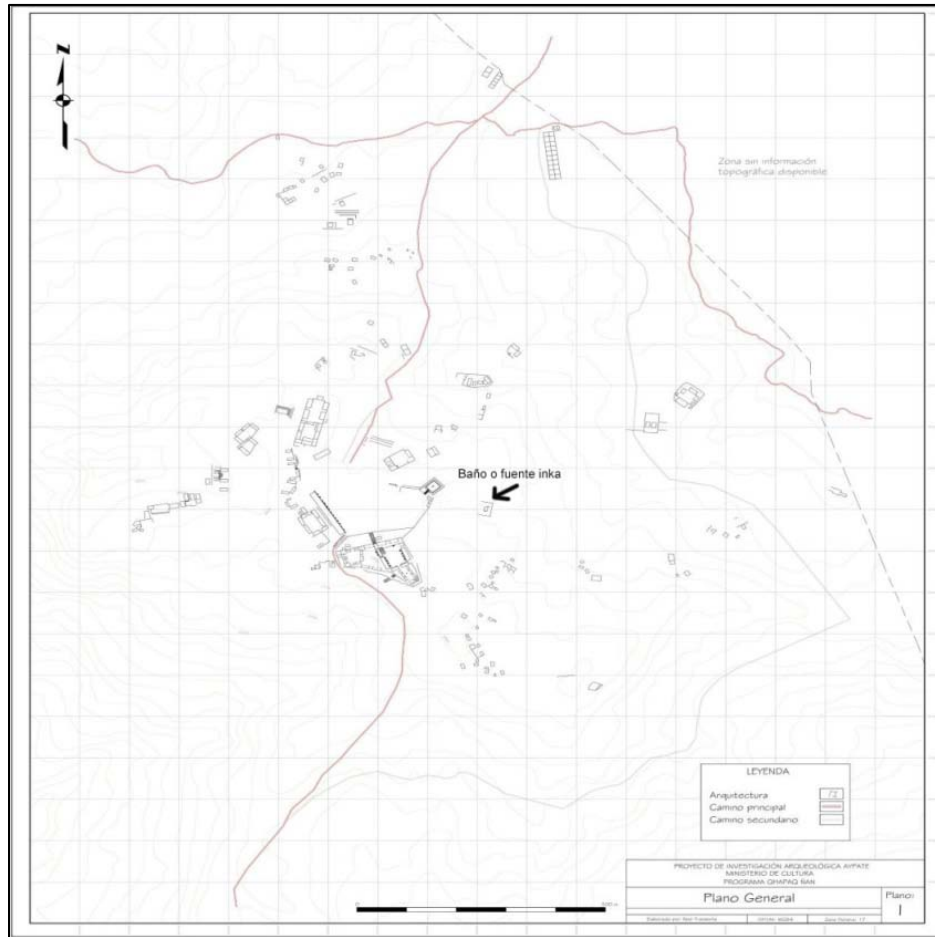 N
Zona sin información
topográfica disponible
Baño o fuente inka
LEYENDA
Arquitectura
Camino principal
Camino secundario
PROYECTO DE INVESTIGACIÓN ARQUEOLÓGICA AYPATE
MINISTERIO DE CULTURA
PROGRAMA QHAPAQ ÑAN
Plano General
Plano:
1
0